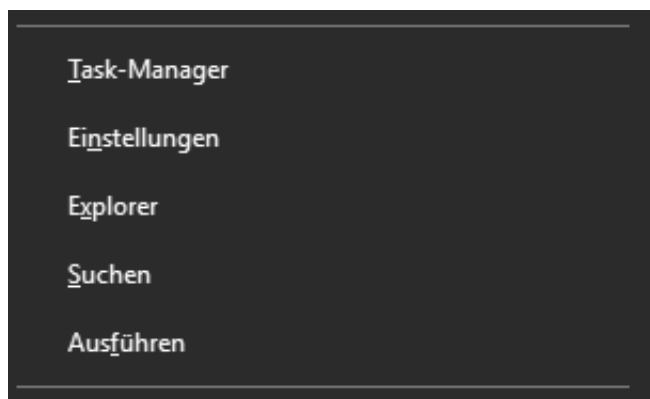 Task-Manager
Einstellungen
Explorer
Suchen
Ausführen